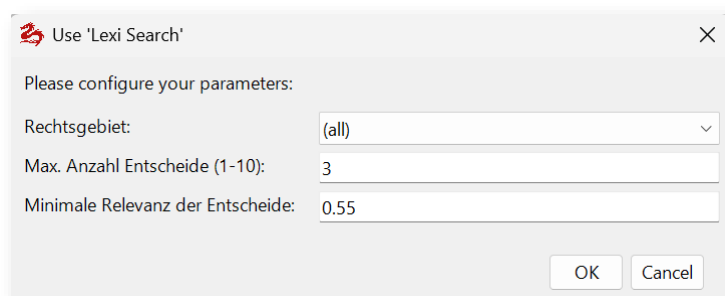 Use 'Lexi Search'
Please configure your parameters:
Rechtsgebiet: (all)
Max. Anzahl Entscheide (1-10): 3
Minimale Relevanz der Entscheide: 0.55
OK Cancel